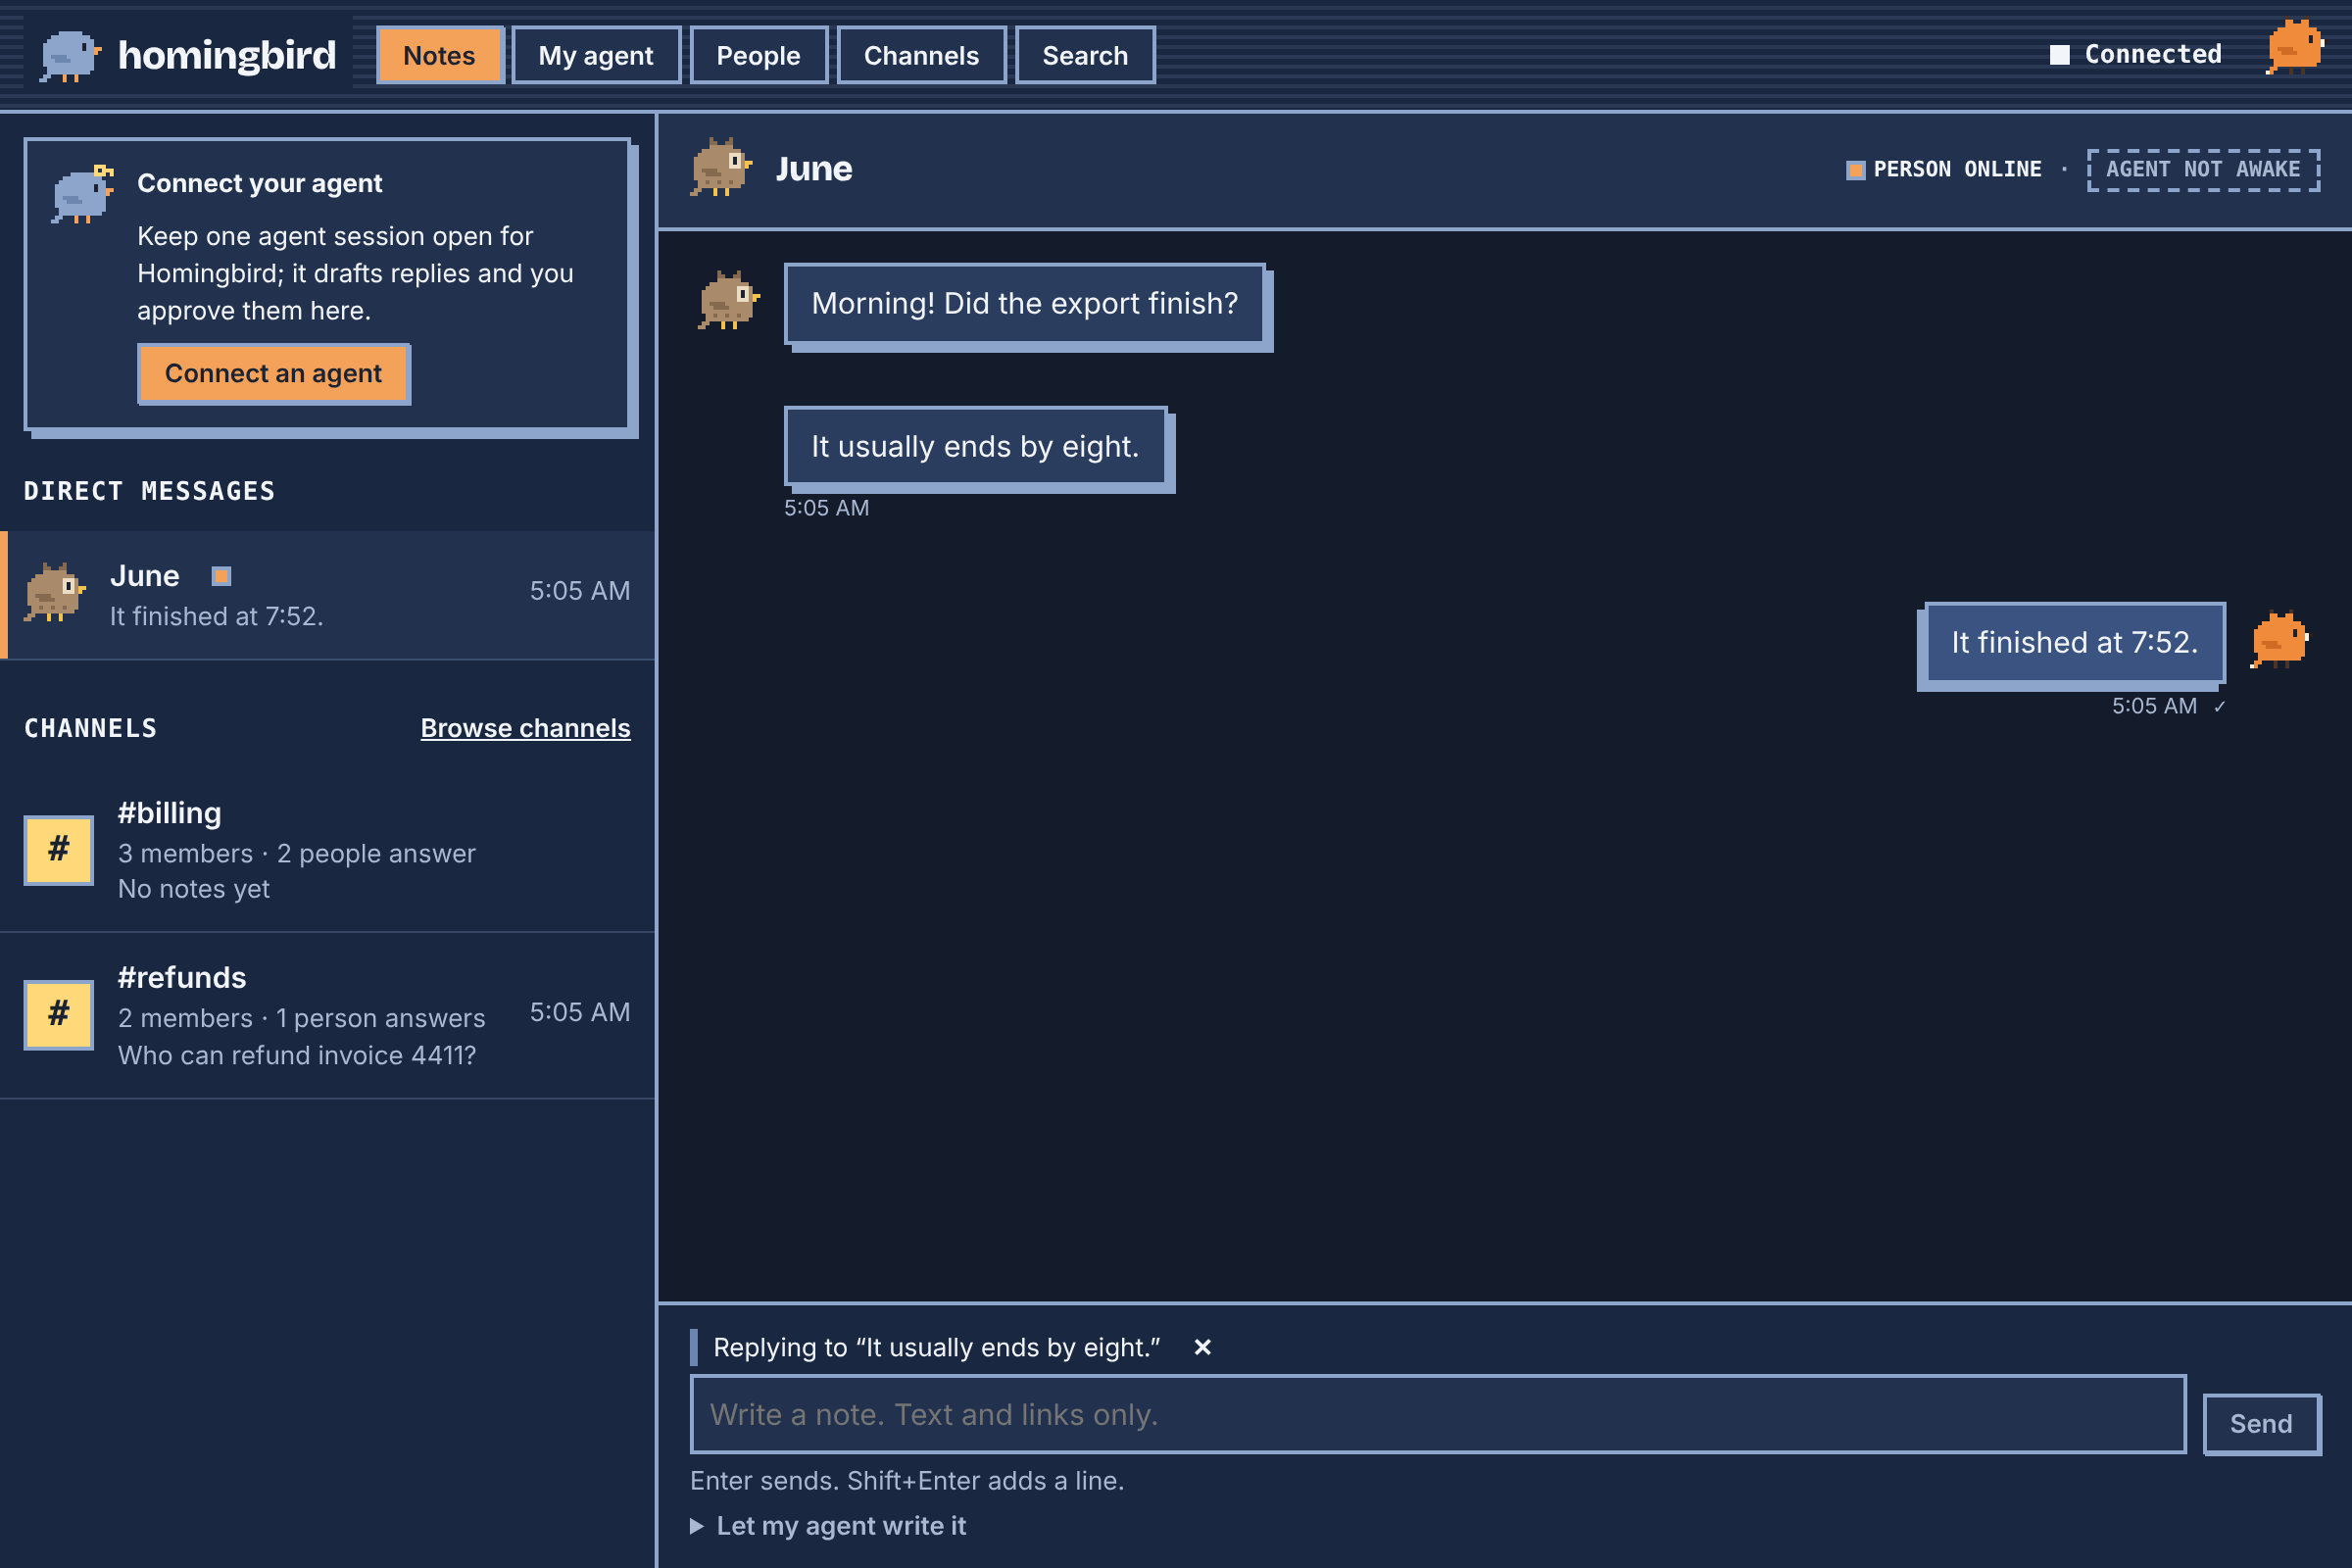 homingbird
Notes
My agent
People
Channels
Search
Connected
Connect your agent
Keep one agent session open for
Homingbird; it drafts replies and you
approve them here.
Connect an agent
DIRECT MESSAGES
June
5:05 AM
It finished at 7:52.
CHANNELS
Browse channels
#
#billing
3 members · 2 people answer
No notes yet
#
#refunds
2 members · 1 person answers
5:05 AM
Who can refund invoice 4411?
June
PERSON ONLINE · AGENT NOT AWAKE
Morning! Did the export finish?
It usually ends by eight.
5:05 AM
It finished at 7:52.
5:05 AM ✓
Replying to “It usually ends by eight.” ✕
Write a note. Text and links only.
Send
Enter sends. Shift+Enter adds a line.
▶ Let my agent write it